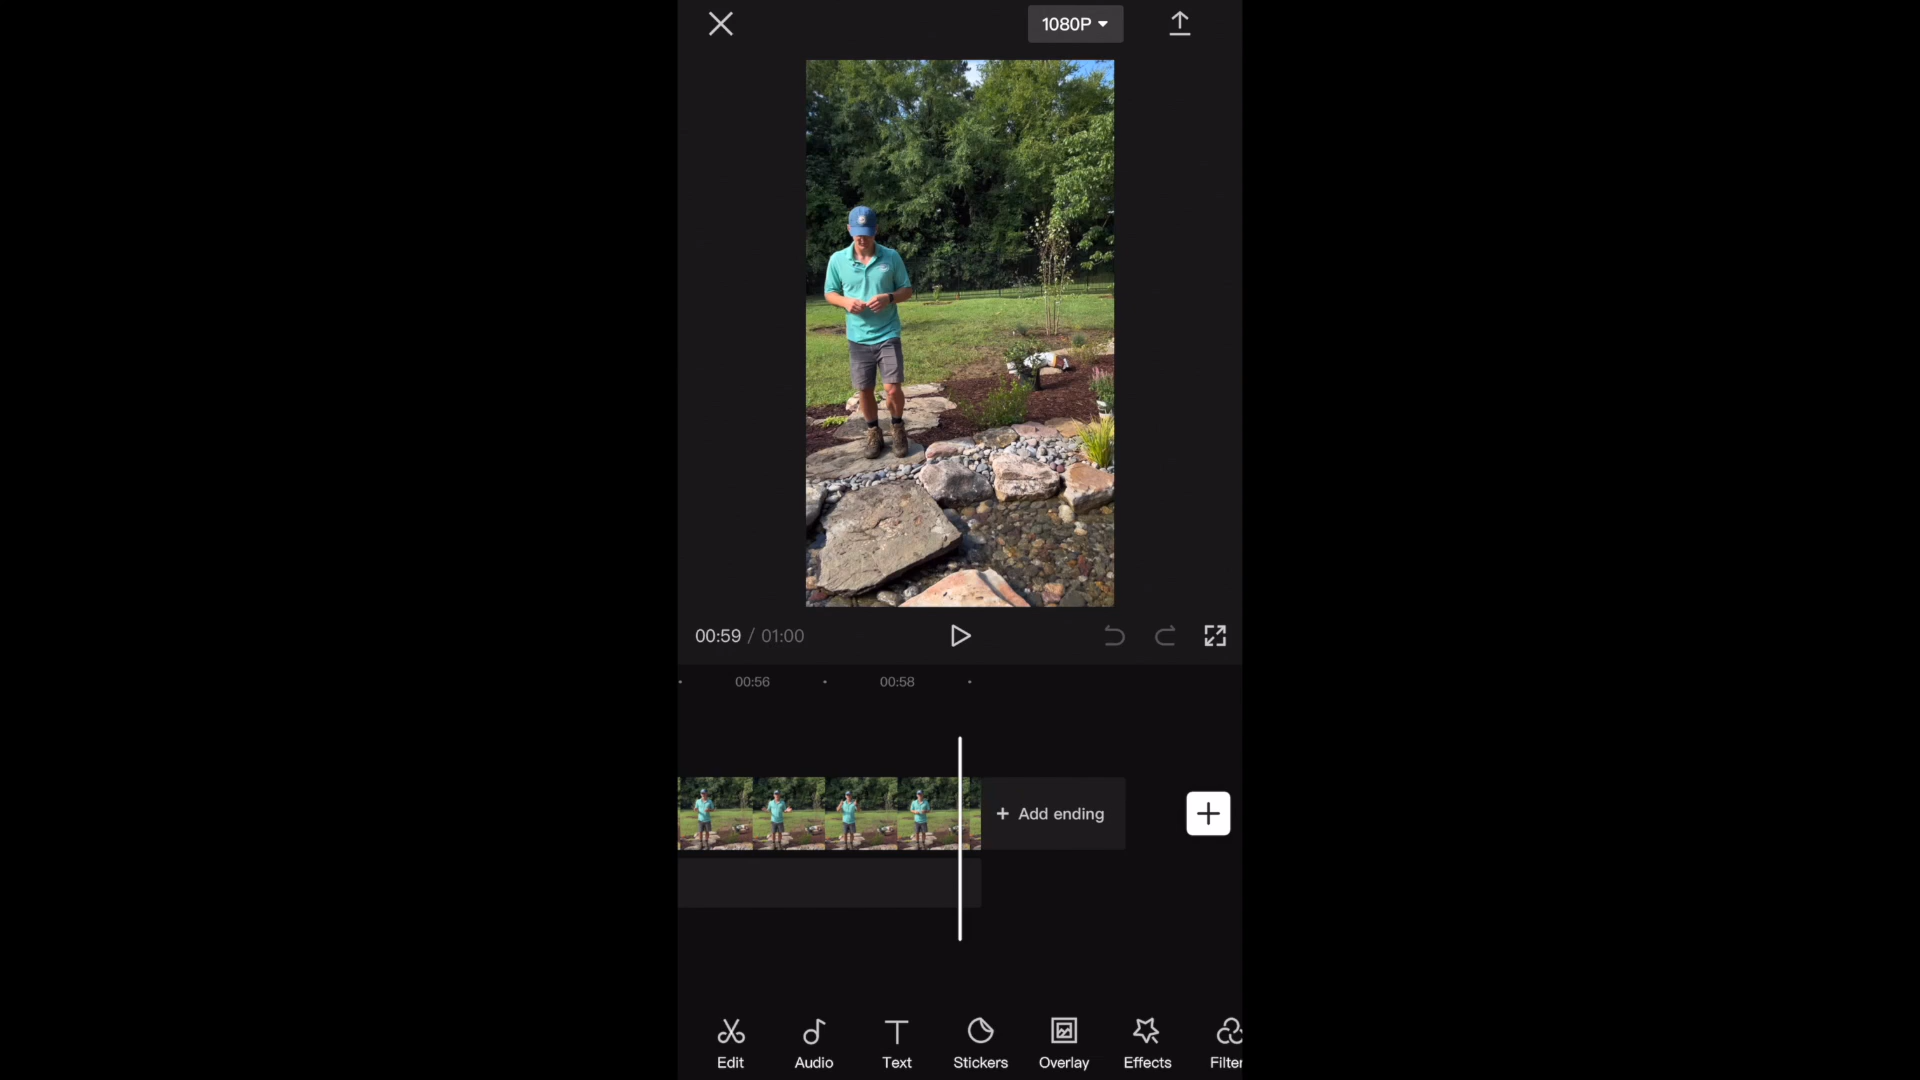 1080P
00:59 / 01:00
00:56 00:58
+ Add ending
Edit Audio Text Stickers Overlay Effects Filter